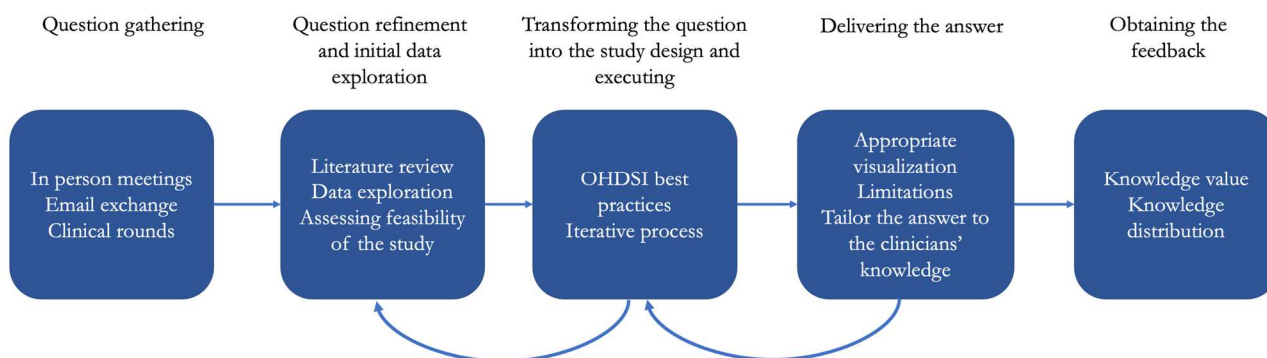 Question gathering
Question refinement
and initial data
exploration
Transforming the question
into the study design and
executing
Delivering the answer
Obtaining the
feedback
In person meetings
Email exchange
Clinical rounds
Literature review
Data exploration
Assessing feasibility
of the study
OHDSI best
practices
Iterative process
Appropriate
visualization
Limitations
Tailor the answer to
the clinicians’
knowledge
Knowledge value
Knowledge
distribution